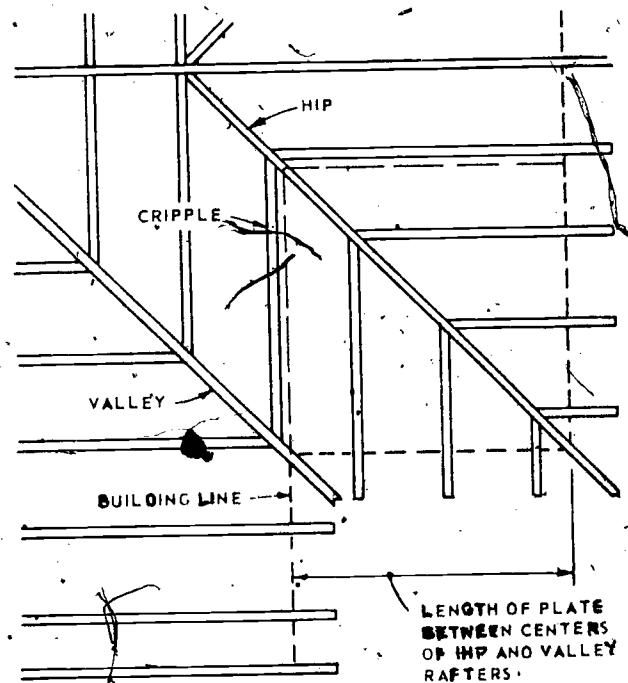 HIP
CRIPPLE
VALLEY
BUILDING LINE
LENGTH OF PLATE
BETWEEN CENTERS
OF HIP AND VALLEY
RAFTERS.